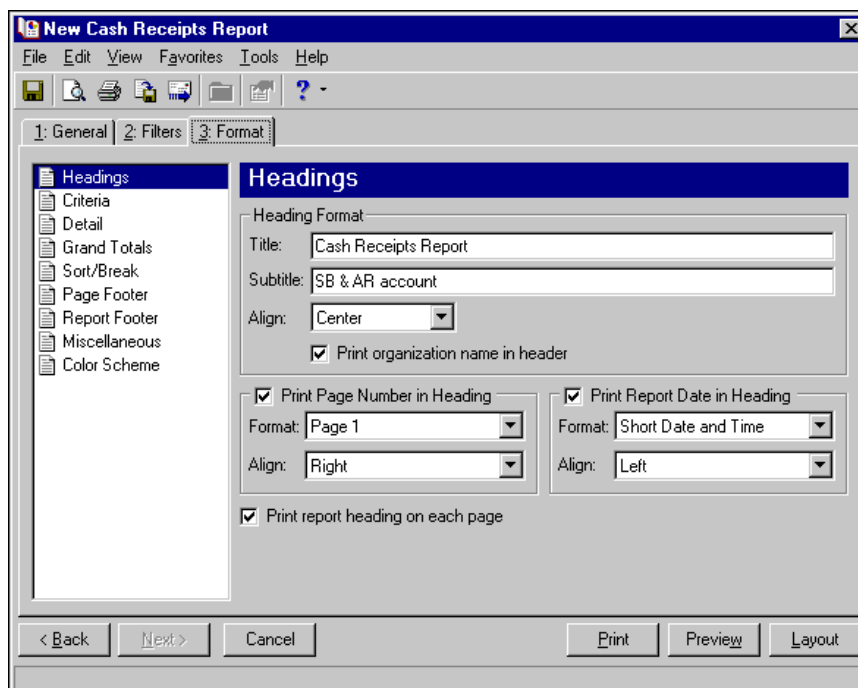 New Cash Receipts Report
File Edit View Favorites Tools Help
1: General 2: Filters 3: Format
Headings
Criteria
Detail
Grand Totals
Sort/Break
Page Footer
Report Footer
Miscellaneous
Color Scheme
Headings
Heading Format
Title: Cash Receipts Report
Subtitle: SB & AR account
Align: Center
Print organization name in header
Print Page Number in Heading
Format: Page 1
Align: Right
Print Report Date in Heading
Format: Short Date and Time
Align: Left
Print report heading on each page
< Back Next > Cancel Print Preview Layout